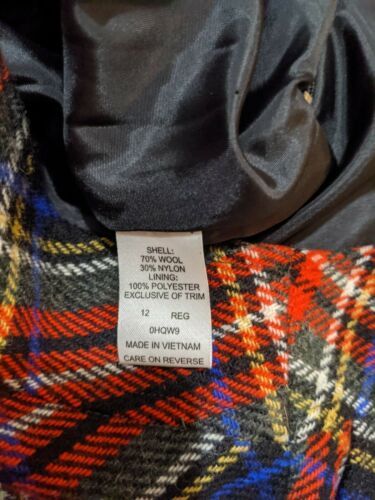 SHELL:
70% WOOL
30% NYLON
LINING:
100% POLYESTER
EXCLUSIVE OF TRIM
12 REG
0HQW9
MADE IN VIETNAM
CARE ON REVERSE